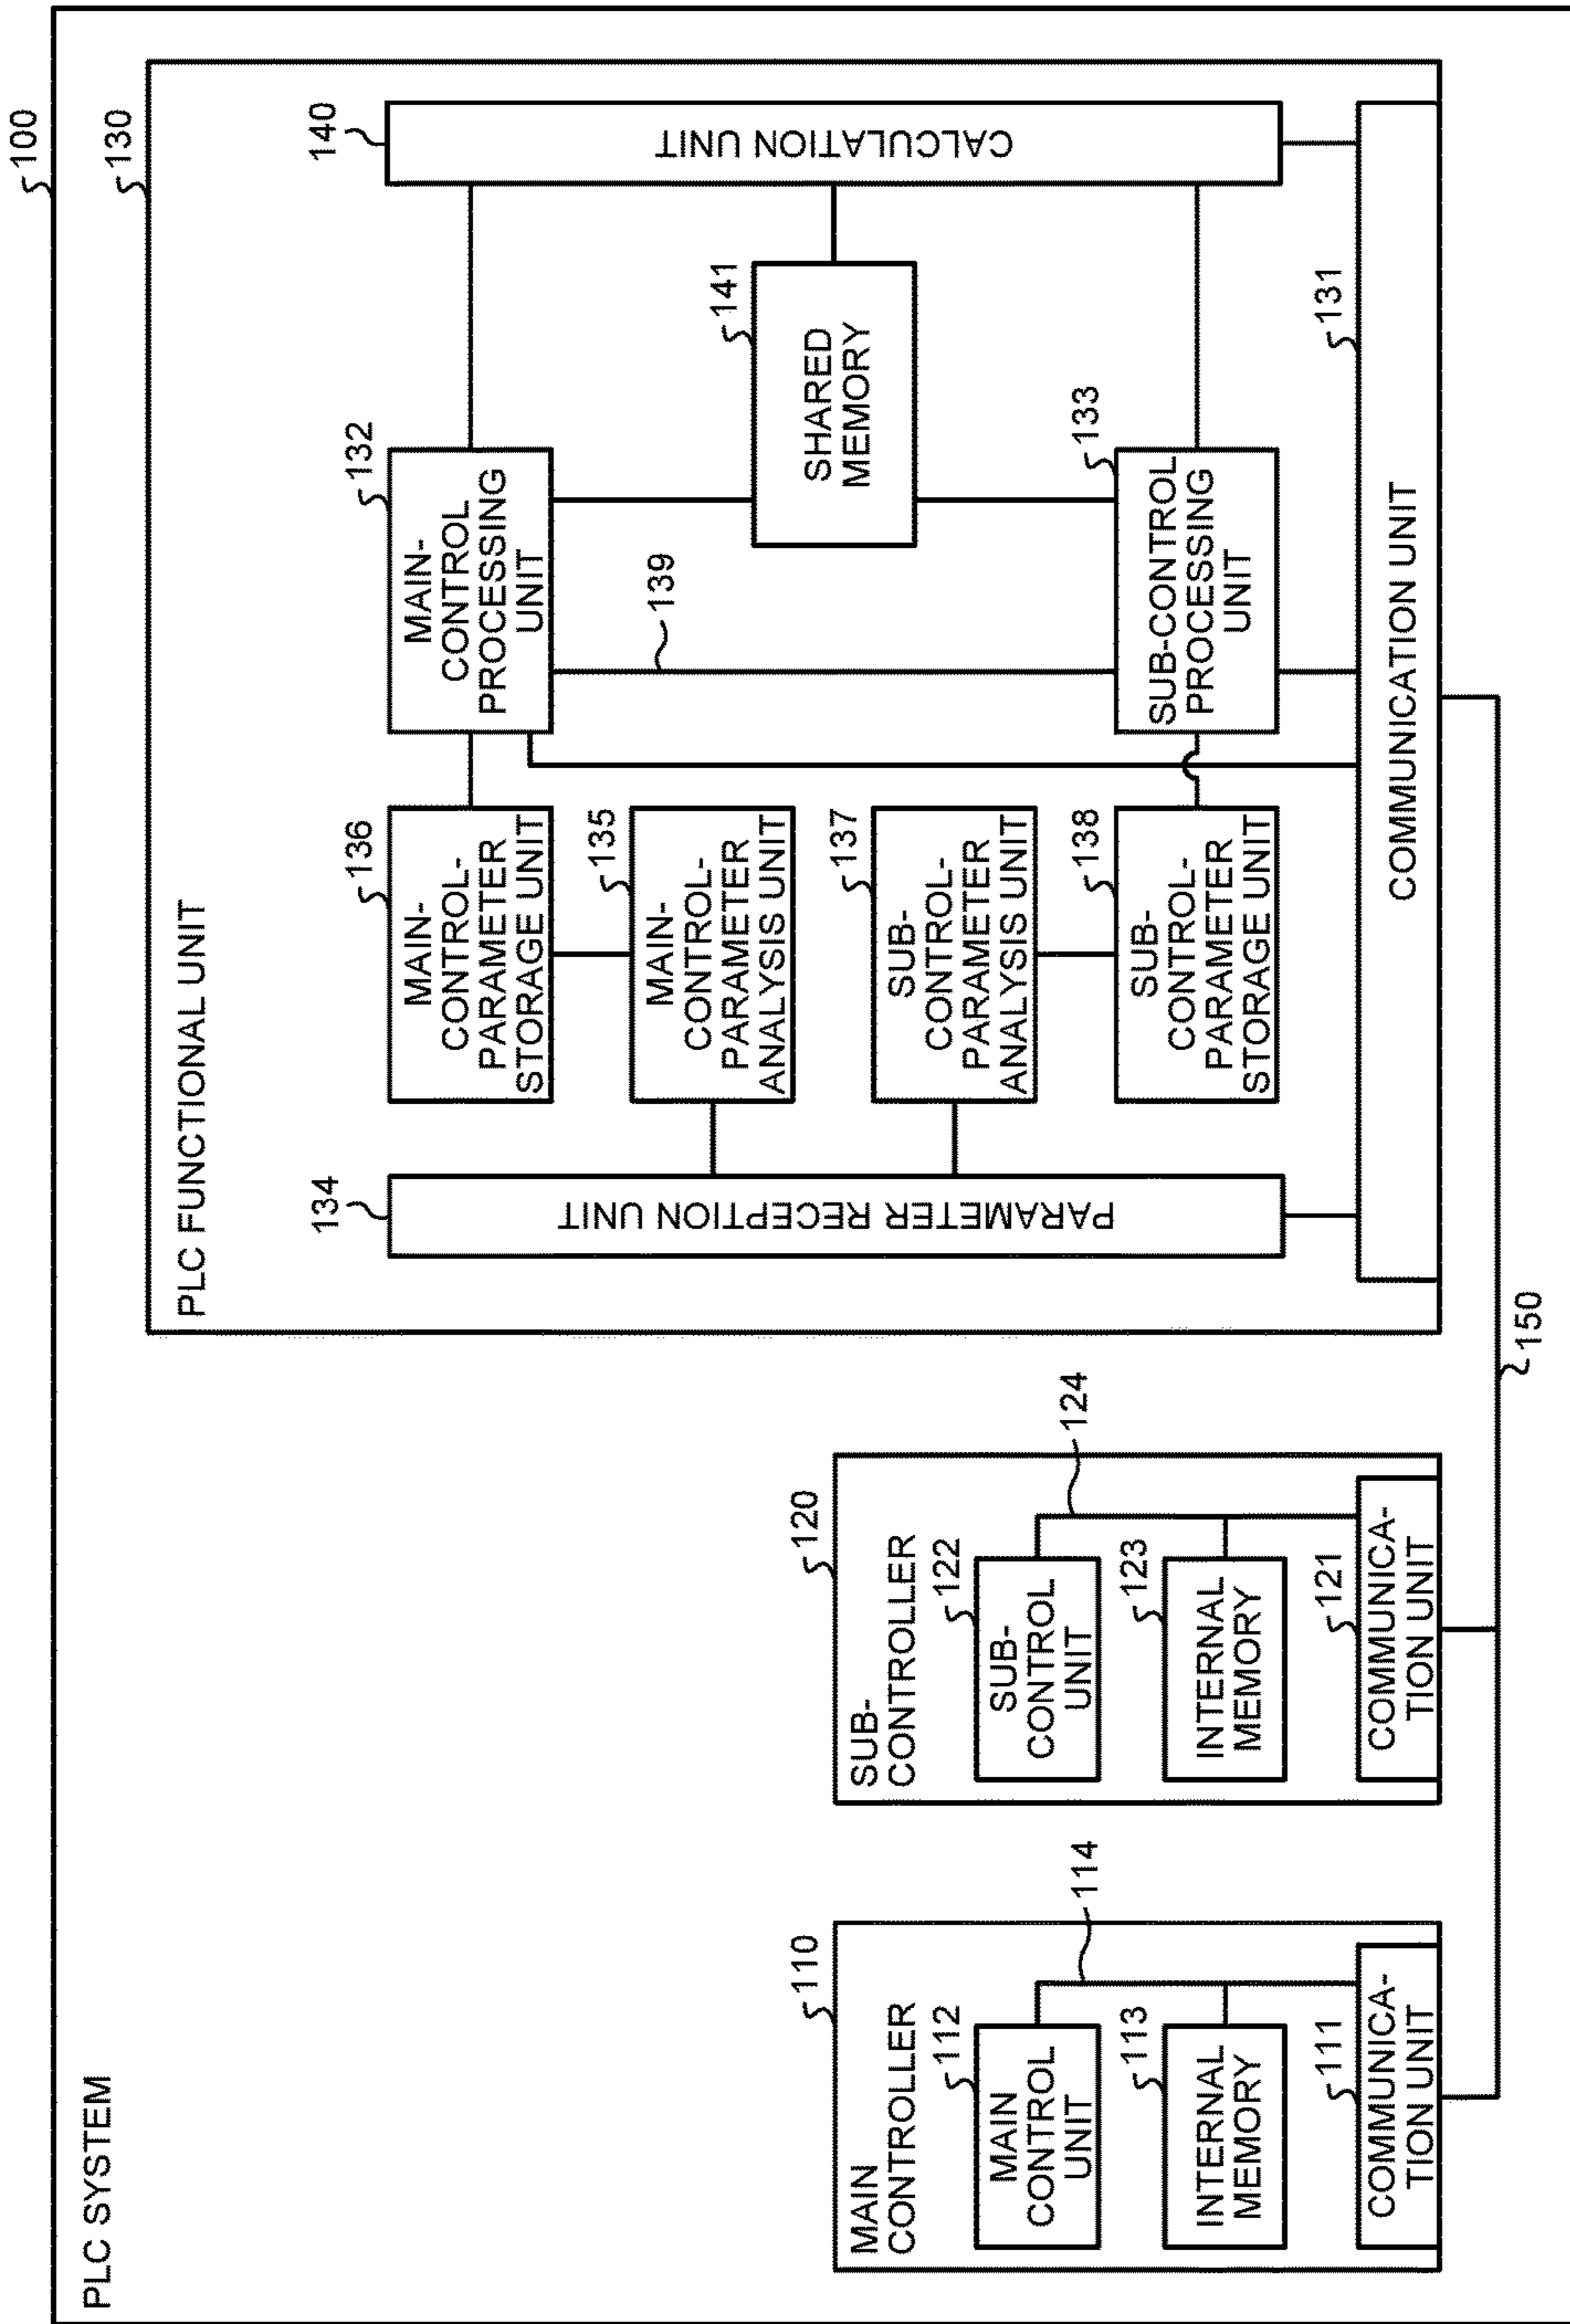 PLC SYSTEM
100
MAIN
CONTROLLER
110
112
MAIN
CONTROL
UNIT
114
113
INTERNAL
MEMORY
111
COMMUNICA-
TION UNIT
SUB-
CONTROLLER
120
122
SUB-
CONTROL
UNIT
124
123
INTERNAL
MEMORY
121
COMMUNICA-
TION UNIT
PLC FUNCTIONAL UNIT
130
134
PARAMETER RECEPTION UNIT
136
MAIN-
CONTROL-
PARAMETER
STORAGE UNIT
135
MAIN-
CONTROL-
PARAMETER
ANALYSIS UNIT
137
SUB-
CONTROL-
PARAMETER
ANALYSIS UNIT
138
SUB-
CONTROL-
PARAMETER
STORAGE UNIT
132
MAIN-
CONTROL
PROCESSING
UNIT
139
141
SHARED
MEMORY
133
SUB-CONTROL
PROCESSING
UNIT
140
CALCULATION UNIT
131
COMMUNICATION UNIT
150